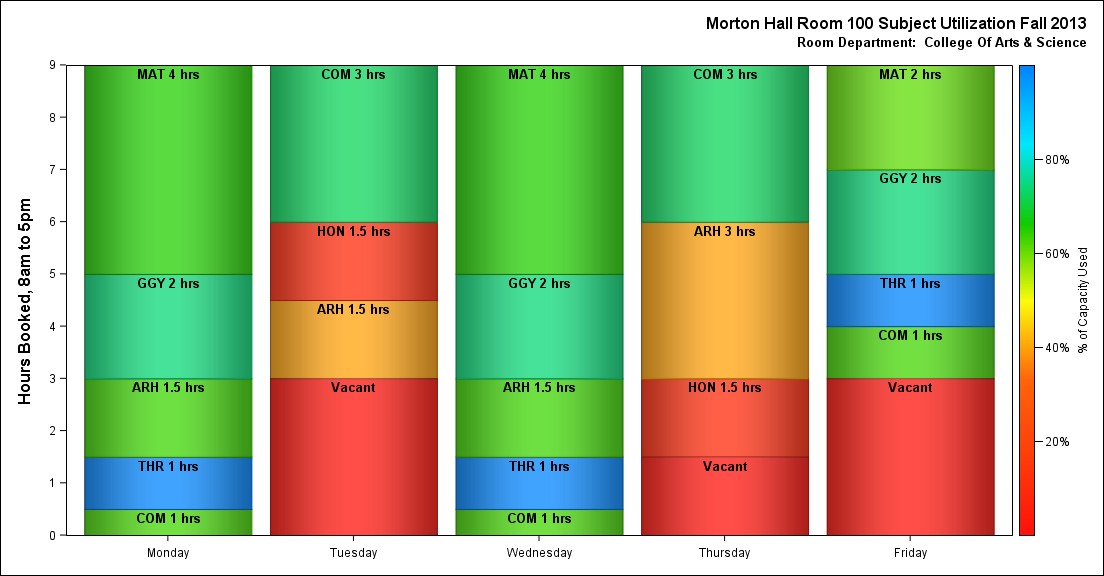 Morton Hall Room 100 Subject Utilization Fall 2013
Room Department:  College Of Arts & Science
Hours Booked, 8am to 5pm
9
8
7
6
5
4
3
2
1
0
MAT 4 hrs
GGY 2 hrs
ARH 1.5 hrs
THR 1 hrs
COM 1 hrs
Monday
COM 3 hrs
HON 1.5 hrs
ARH 1.5 hrs
Vacant
Tuesday
MAT 4 hrs
GGY 2 hrs
ARH 1.5 hrs
THR 1 hrs
COM 1 hrs
Wednesday
COM 3 hrs
ARH 3 hrs
HON 1.5 hrs
Vacant
Thursday
MAT 2 hrs
GGY 2 hrs
THR 1 hrs
COM 1 hrs
Vacant
Friday
80%
60%
40%
20%
% of Capacity Used